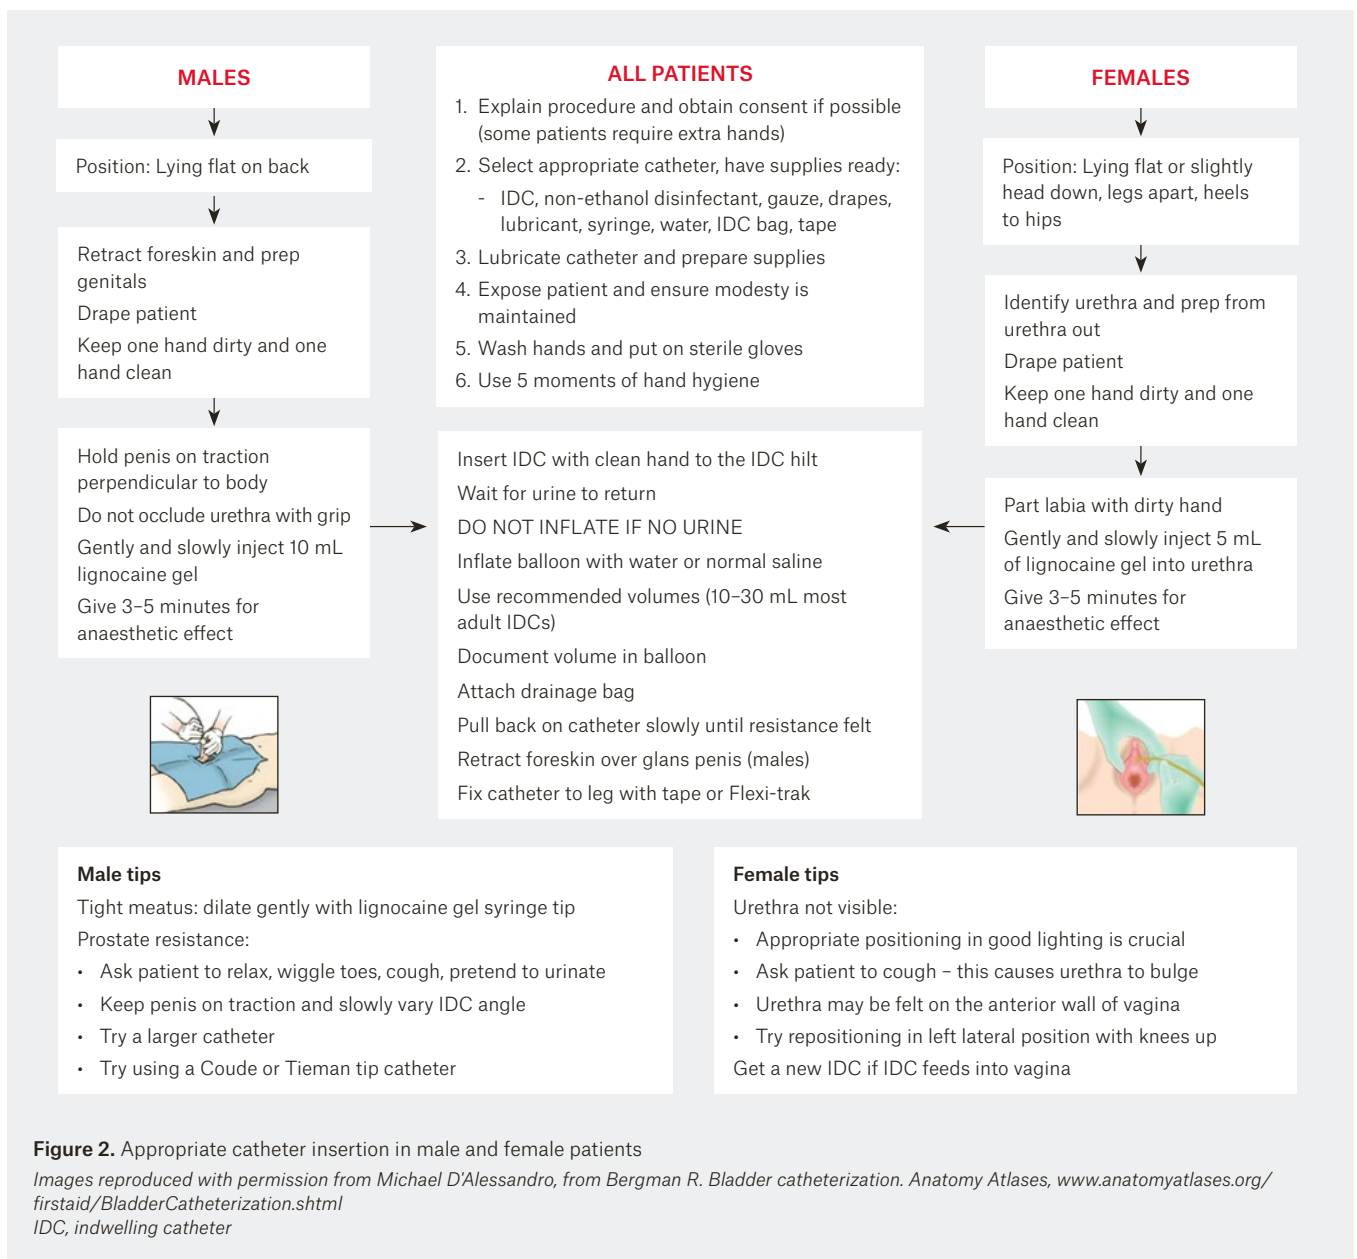 MALES
Position: Lying flat on back
Retract foreskin and prep
genitals
Drape patient
Keep one hand dirty and one
hand clean
Hold penis on traction
perpendicular to body
Do not occlude urethra with grip
Gently and slowly inject 10 mL
lignocaine gel
Give 3–5 minutes for
anaesthetic effect
ALL PATIENTS
1. Explain procedure and obtain consent if possible
(some patients require extra hands)
2. Select appropriate catheter, have supplies ready:
- IDC, non-ethanol disinfectant, gauze, drapes,
lubricant, syringe, water, IDC bag, tape
3. Lubricate catheter and prepare supplies
4. Expose patient and ensure modesty is
maintained
5. Wash hands and put on sterile gloves
6. Use 5 moments of hand hygiene
FEMALES
Position: Lying flat or slightly
head down, legs apart, heels
to hips
Identify urethra and prep from
urethra out
Drape patient
Keep one hand dirty and one
hand clean
Part labia with dirty hand
Gently and slowly inject 5 mL
of lignocaine gel into urethra
Give 3–5 minutes for
anaesthetic effect
Insert IDC with clean hand to the IDC hilt
Wait for urine to return
DO NOT INFLATE IF NO URINE
Inflate balloon with water or normal saline
Use recommended volumes (10–30 mL most
adult IDCs)
Document volume in balloon
Attach drainage bag
Pull back on catheter slowly until resistance felt
Retract foreskin over glans penis (males)
Fix catheter to leg with tape or Flexi-trak
Male tips
Tight meatus: dilate gently with lignocaine gel syringe tip
Prostate resistance:
• Ask patient to relax, wiggle toes, cough, pretend to urinate
• Keep penis on traction and slowly vary IDC angle
• Try a larger catheter
• Try using a Coude or Tieman tip catheter
Female tips
Urethra not visible:
• Appropriate positioning in good lighting is crucial
• Ask patient to cough – this causes urethra to bulge
• Urethra may be felt on the anterior wall of vagina
• Try repositioning in left lateral position with knees up
Get a new IDC if IDC feeds into vagina
Figure 2. Appropriate catheter insertion in male and female patients
Images reproduced with permission from Michael D'Alessandro, from Bergman R. Bladder catheterization. Anatomy Atlases, www.anatomyatlases.org/
firstaid/BladderCatheterization.shtml
IDC, indwelling catheter